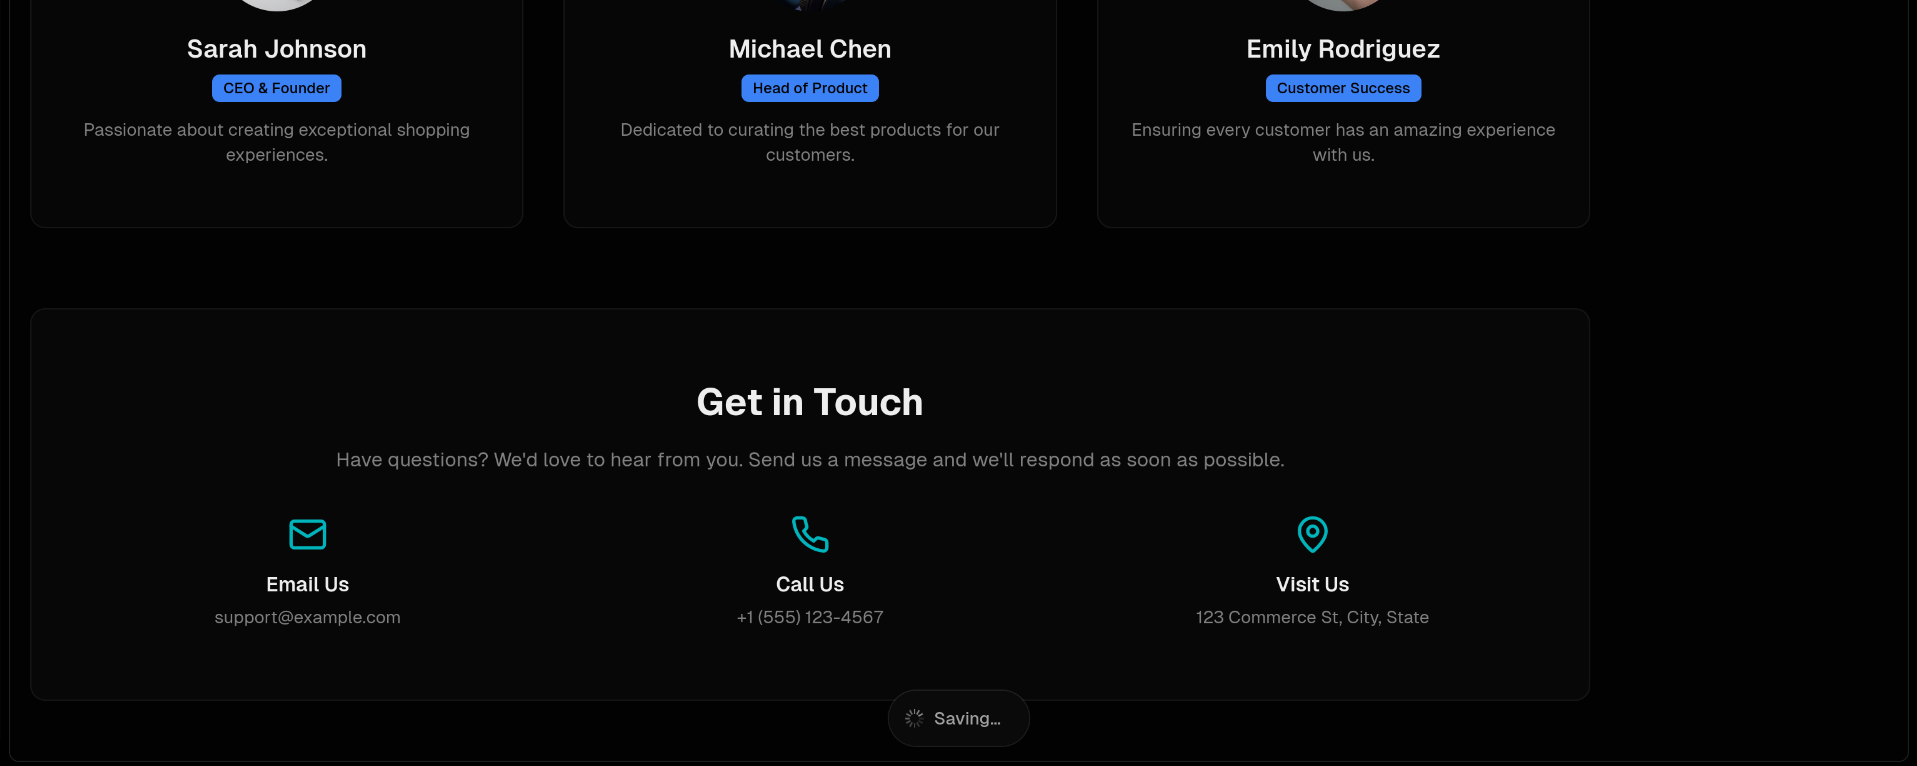 Sarah Johnson
CEO & Founder
Passionate about creating exceptional shopping
experiences.
Michael Chen
Head of Product
Dedicated to curating the best products for our
customers.
Emily Rodriguez
Customer Success
Ensuring every customer has an amazing experience
with us.
Get in Touch
Have questions? We'd love to hear from you. Send us a message and we'll respond as soon as possible.
Email Us
support@example.com
Call Us
+1 (555) 123-4567
Visit Us
123 Commerce St, City, State
Saving...